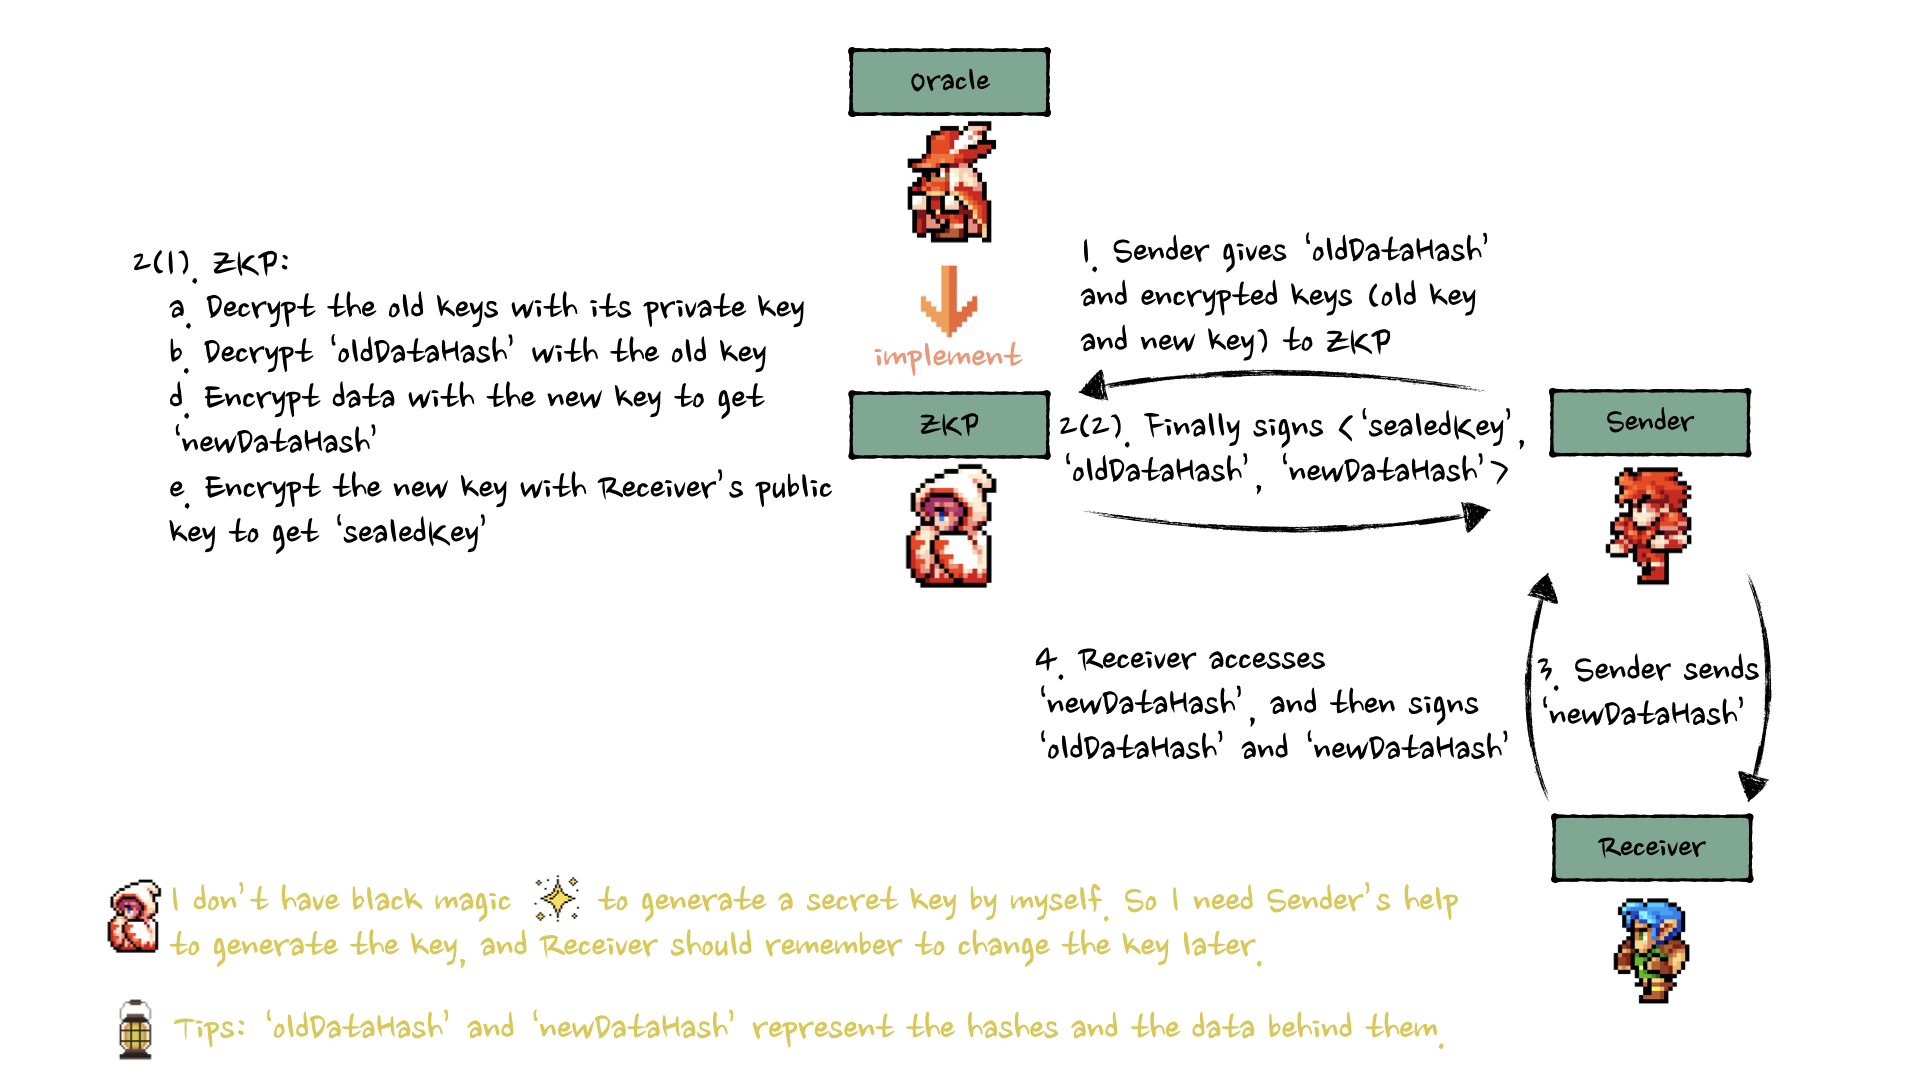 Oracle
implement
ZKP
2(1). ZKP:
a. Decrypt the old keys with its private key
b. Decrypt ‘oldDataHash’ with the old key
d. Encrypt data with the new key to get
‘newDataHash’
e. Encrypt the new key with Receiver’s public
key to get ‘sealedKey’
1. Sender gives ‘oldDataHash’
and encrypted keys (old key
and new key) to ZKP
2(2). Finally signs <‘sealedKey’,
‘oldDataHash’, ‘newDataHash’>
Sender
3. Sender sends
‘newDataHash’
4. Receiver accesses
‘newDataHash’, and then signs
‘oldDataHash’ and ‘newDataHash’
Receiver
I don’t have black magic to generate a secret key by myself. So I need Sender’s help
to generate the key, and Receiver should remember to change the key later.
Tips: ‘oldDataHash’ and ‘newDataHash’ represent the hashes and the data behind them.